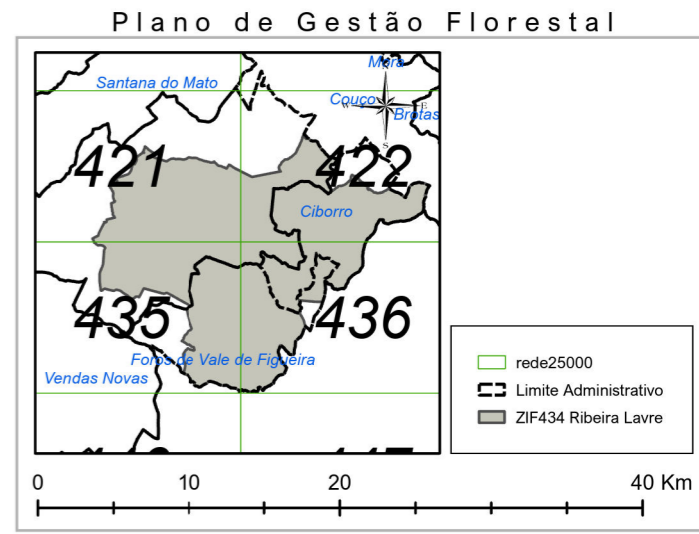 Plano de Gestão Florestal
Mora
Santana do Mato
Couço
W E
Brotas
S
421 422
Ciborro
435 436
Foros de Vale de Figueira
Vendas Novas
rede25000
Limite Administrativo
ZIF434 Ribeira Lavre
0 10 20 40 Km